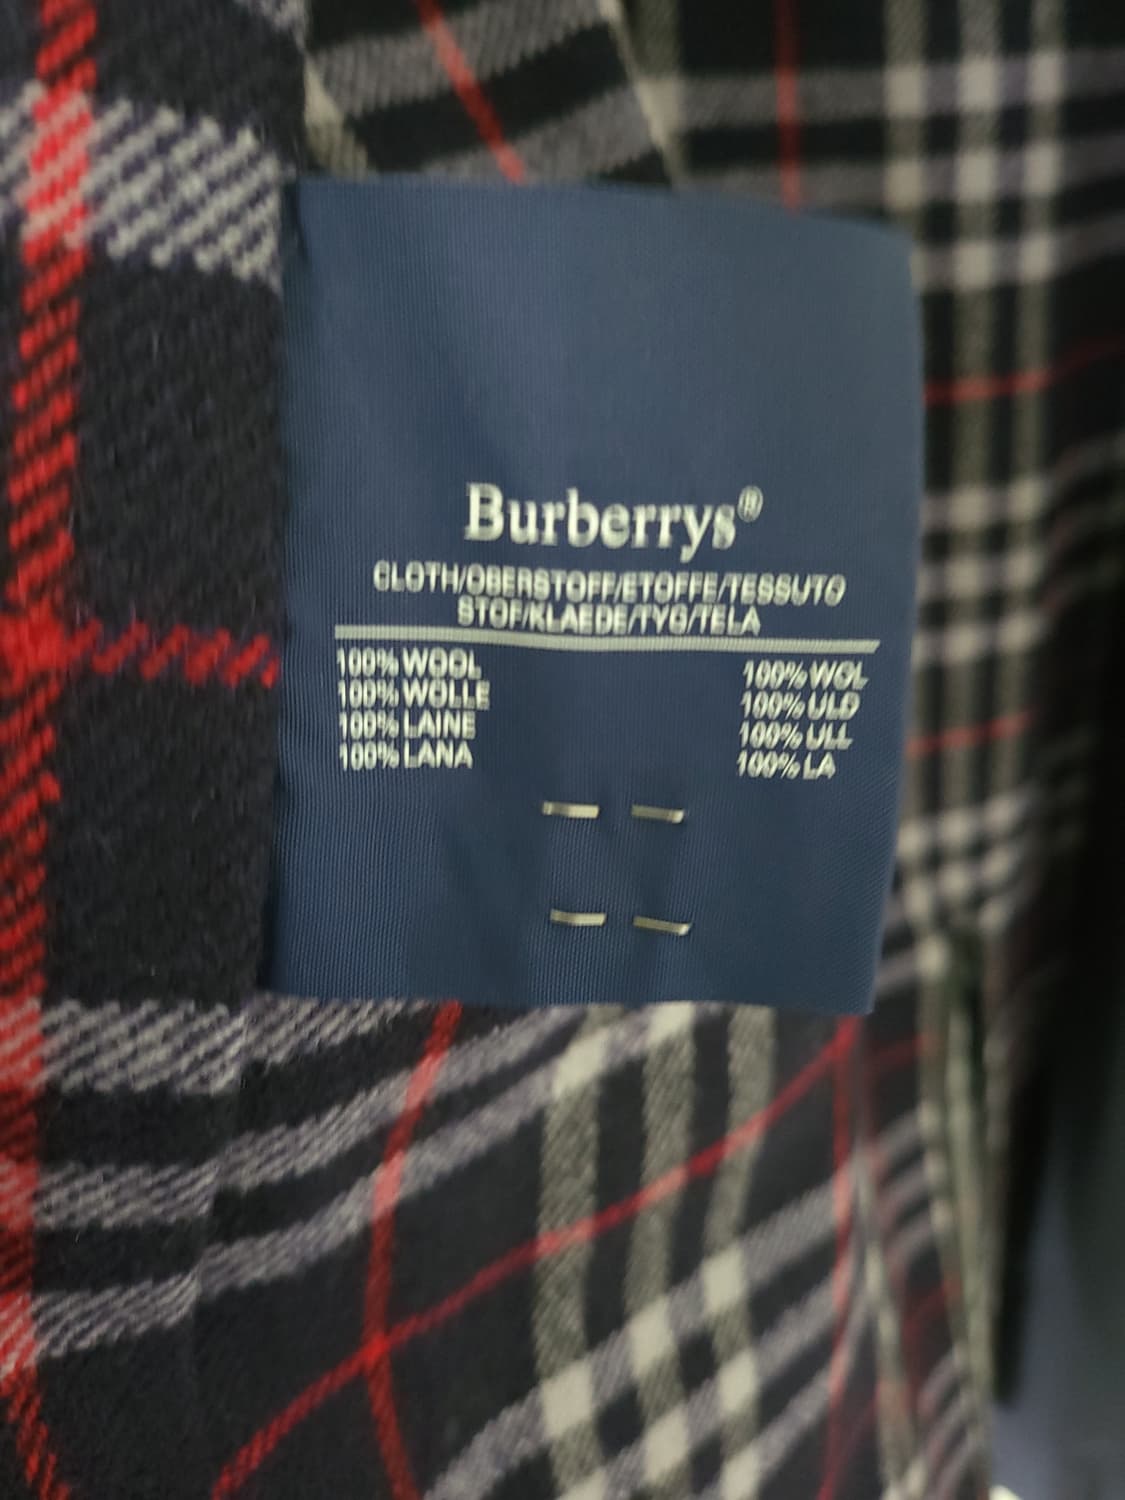 Burberrys®
CLOTH/OBERSTOFF/ETOFFE/TESSUTO
STOF/KLAEDE/TYG/TELA
100% WOOL
100% WOLLE
100% LAINE
100% LANA
100% WOL
100% ULD
100% ULL
100% LA